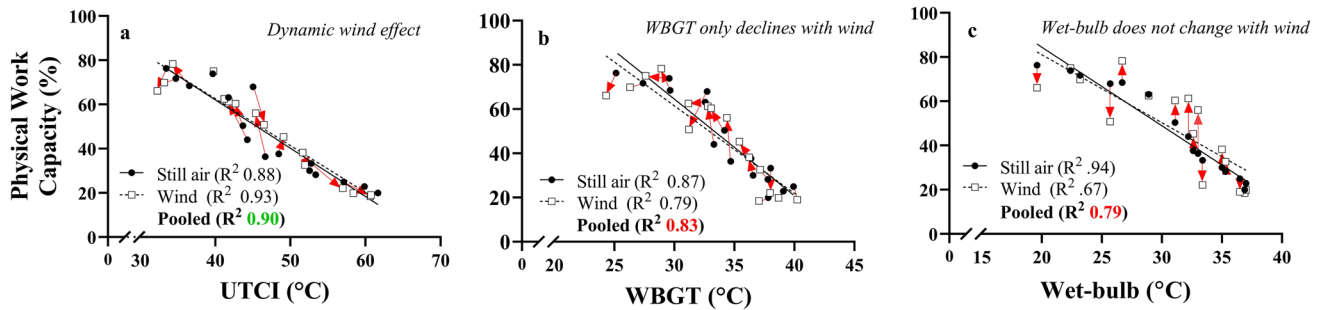 Physical Work
Capacity (%)
a
Dynamic wind effect
100
80
60
40
20
0
Still air (R2 0.88)
Wind (R2 0.93)
Pooled (R2 0.90)
0 30 40 50 60 70
UTCI (°C)
b
WBGT only declines with wind
100
80
60
40
20
0
Still air (R2 0.87)
Wind (R2 0.79)
Pooled (R2 0.83)
0 20 25 30 35 40 45
WBGT (°C)
c
Wet-bulb does not change with wind
100
80
60
40
20
0
Still air (R2 .94)
Wind (R2 .67)
Pooled (R2 0.79)
0 15 20 25 30 35 40
Wet-bulb (°C)